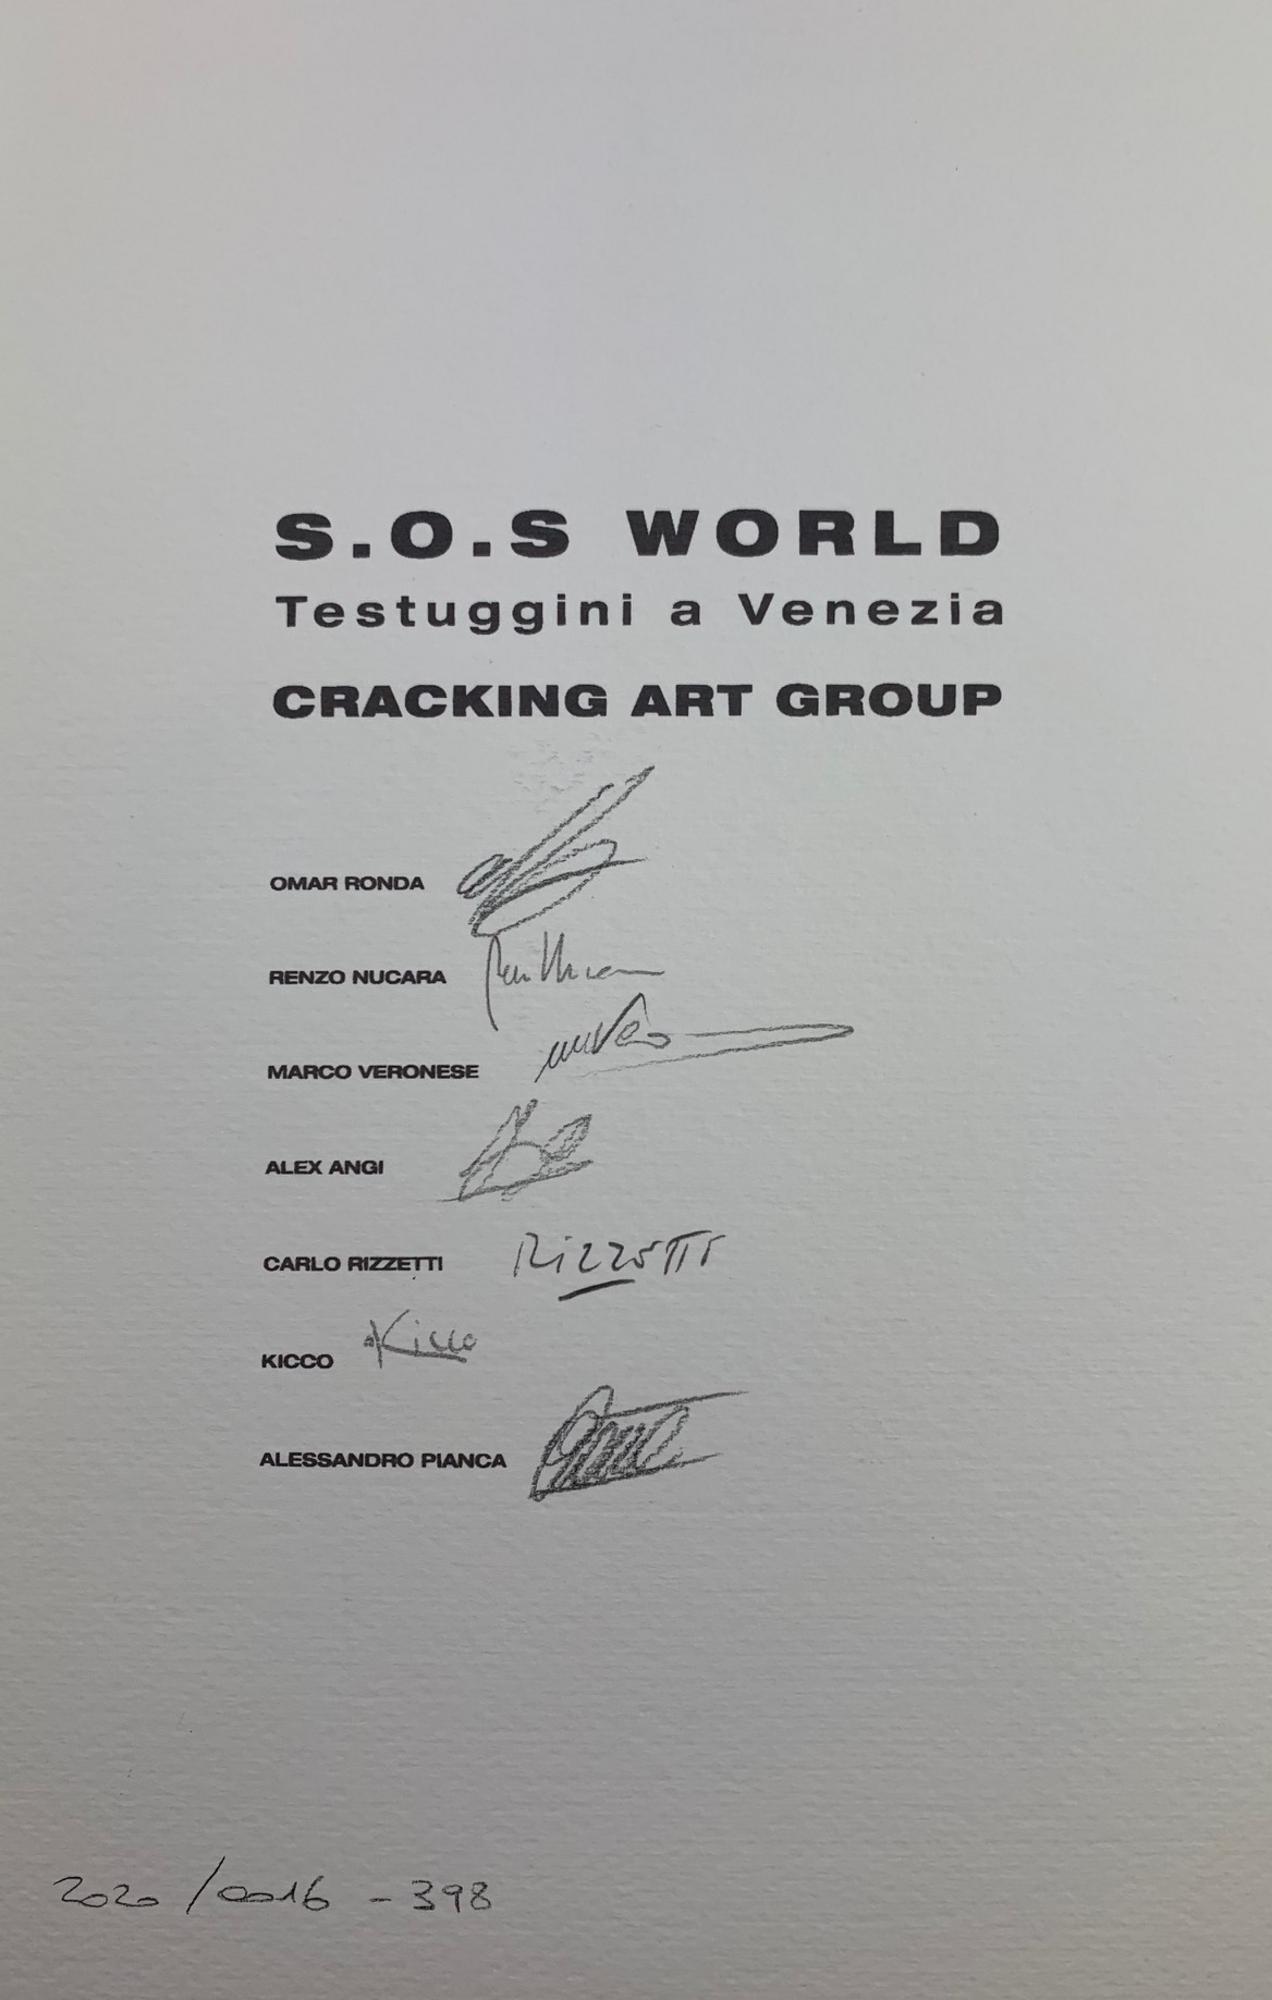 S.O.S WORLD
Testuggini a Venezia
CRACKING ART GROUP
OMAR RONDA
RENZO NUCARA
MARCO VERONESE
ALEX ANGI
CARLO RIZZETTI Rizzetti
KICCO Kicco
ALESSANDRO PIANCA
2020/0016 - 398